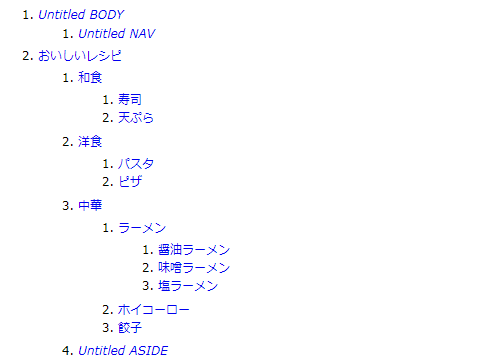 1. Untitled BODY
1. Untitled NAV
2. おいしいレシピ
1. 和食
1. 寿司
2. 天ぷら
2. 洋食
1. パスタ
2. ピザ
3. 中華
1. ラーメン
1. 醤油ラーメン
2. 味噌ラーメン
3. 塩ラーメン
2. ホイコーロー
3. 餃子
4. Untitled ASIDE